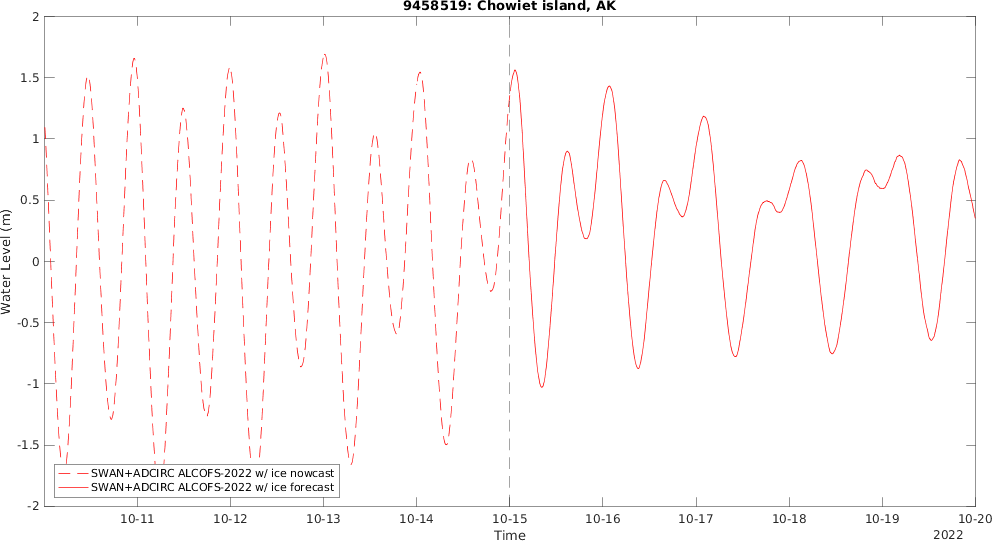 9458519: Chowiet island, AK
Water Level (m)
2
1.5
1
0.5
0
-0.5
-1
-1.5
-2
SWAN+ADCIRC ALCOFS-2022 w/ ice nowcast
SWAN+ADCIRC ALCOFS-2022 w/ ice forecast
10-11 10-12 10-13 10-14 10-15 10-16 10-17 10-18 10-19 10-20
Time
2022